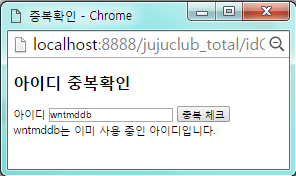 중복확인 - Chrome
localhost:8888/jujuclub_total/id
아이디 중복확인
아이디 wntmddb 중복 체크
wntmddb는 이미 사용 중인 아이디입니다.